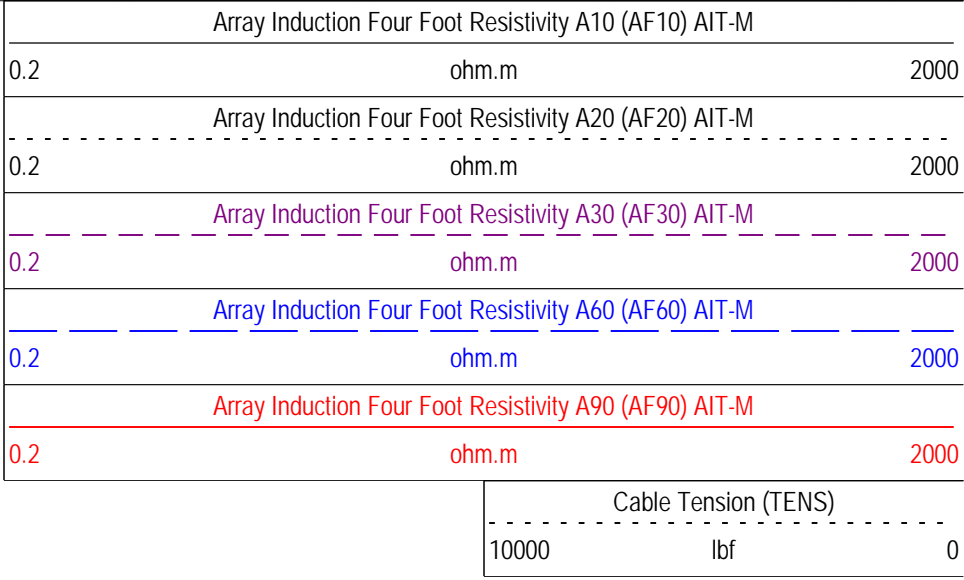 Array Induction Four Foot Resistivity A10 (AF10) AIT-M
0.2 ohm.m 2000
Array Induction Four Foot Resistivity A20 (AF20) AIT-M
0.2 ohm.m 2000
Array Induction Four Foot Resistivity A30 (AF30) AIT-M
0.2 ohm.m 2000
Array Induction Four Foot Resistivity A60 (AF60) AIT-M
0.2 ohm.m 2000
Array Induction Four Foot Resistivity A90 (AF90) AIT-M
0.2 ohm.m 2000
Cable Tension (TENS)
10000 lbf 0